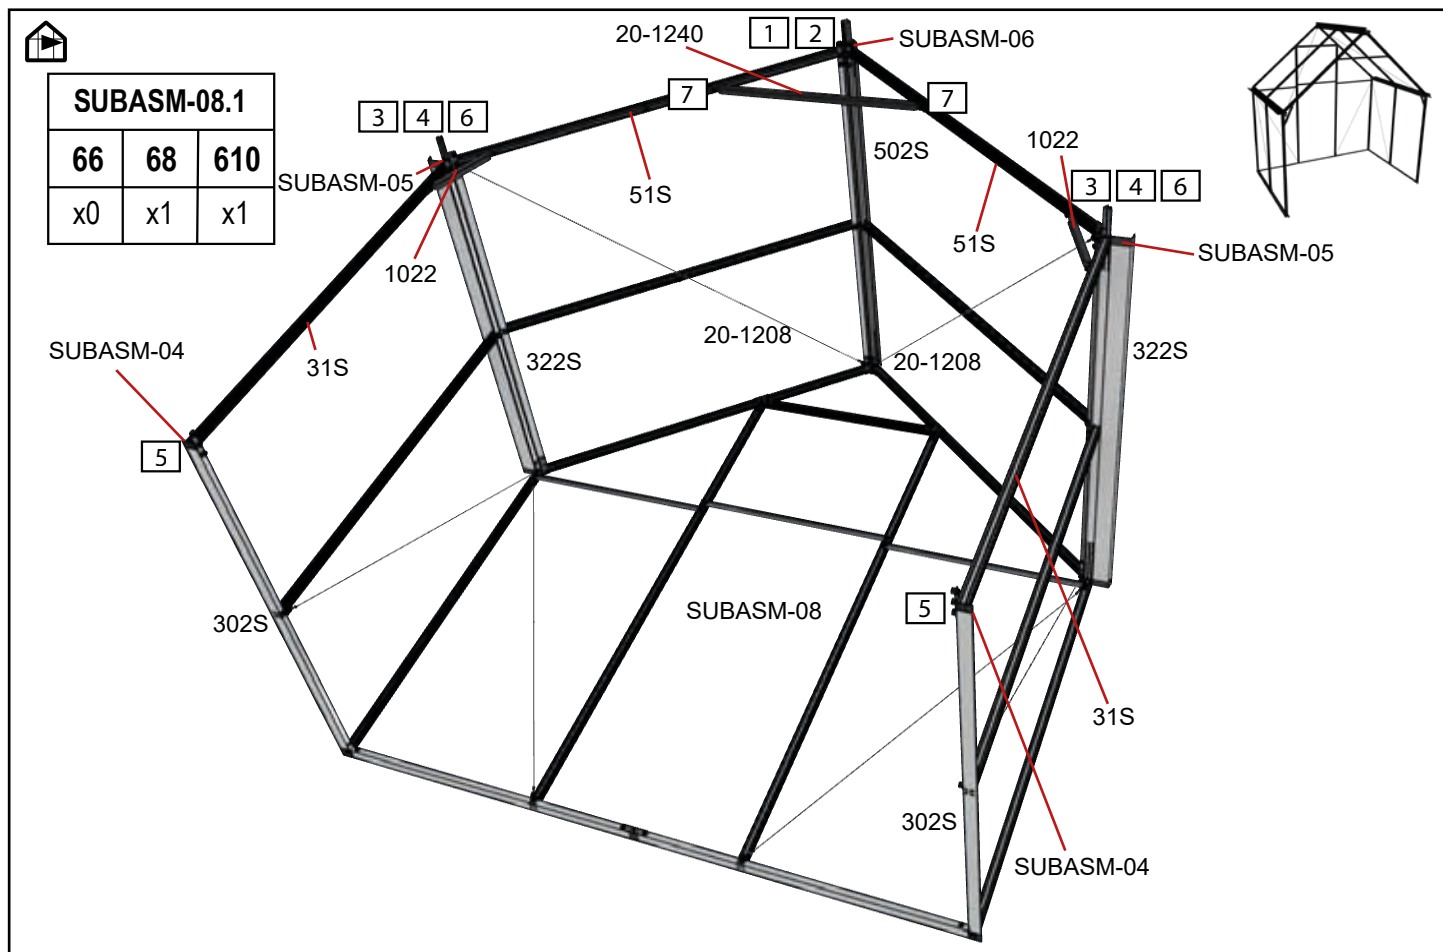 20-1240
1 2
SUBASM-06
SUBASM-08.1
66 68 610
x0 x1 x1
7
7
3 4 6
SUBASM-05
1022
51S
502S
1022
3 4 6
51S
SUBASM-05
SUBASM-04
31S
322S
20-1208
20-1208
322S
5
302S
SUBASM-08
5
31S
302S
SUBASM-04